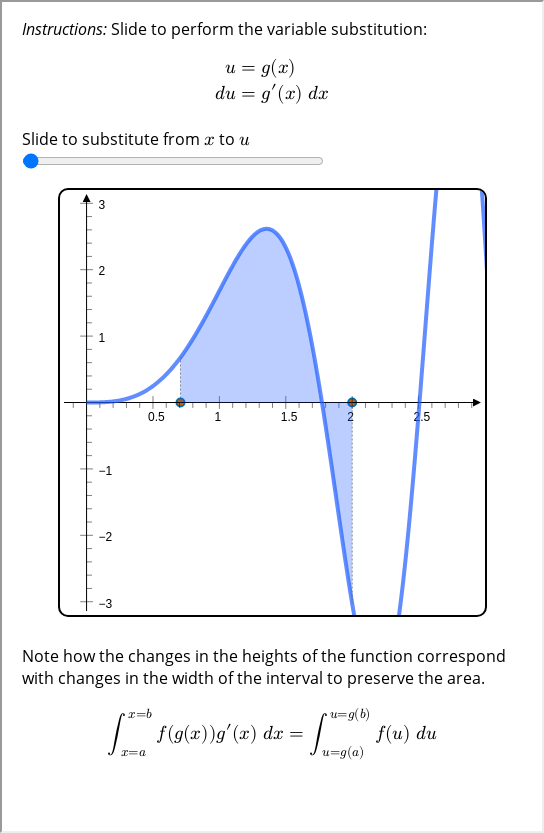 Instructions: Slide to perform the variable substitution:
u = g(x)
du = g′(x) dx
Slide to substitute from x to u
3
2
1
0.5 1 1.5 2 2.5
−1
−2
−3
Note how the changes in the heights of the function correspond
with changes in the width of the interval to preserve the area.
∫_{x=a}^{x=b} f(g(x))g′(x) dx = ∫_{u=g(a)}^{u=g(b)} f(u) du